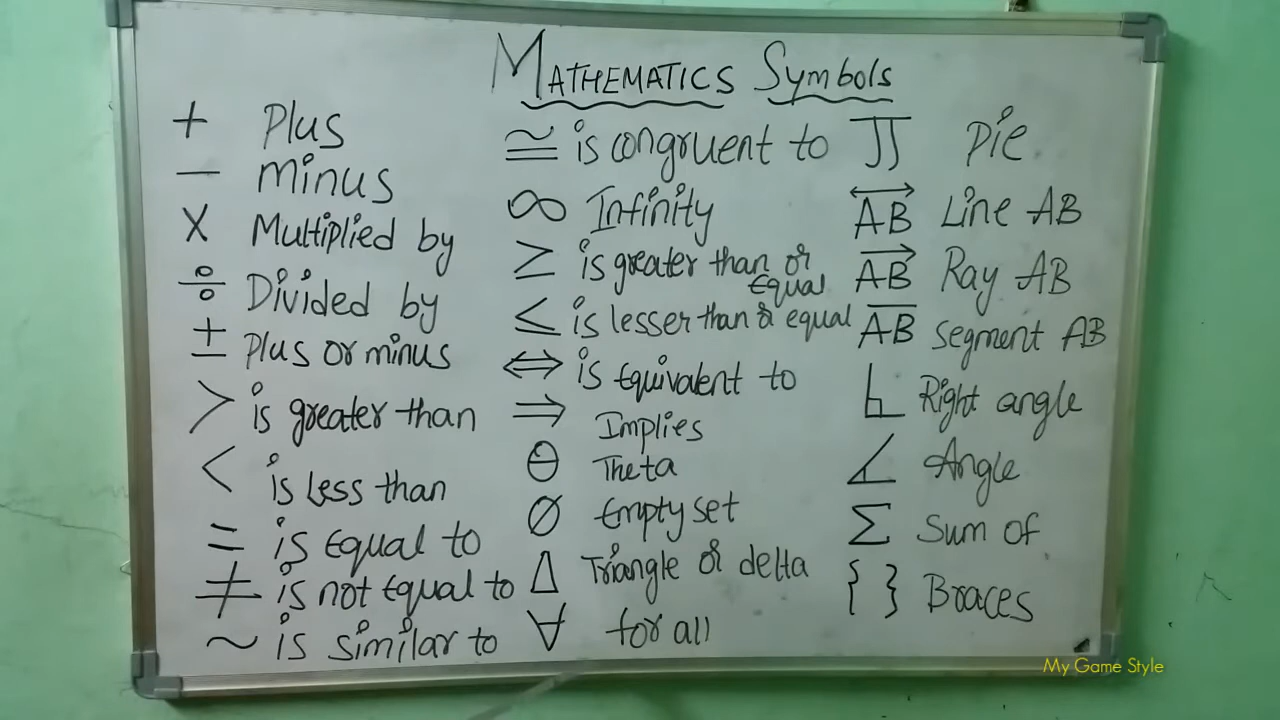 MATHEMATICS Symbols
+ Plus
− minus
× Multiplied by
÷ Divided by
± Plus or minus
> is greater than
< is Less than
= is Equal to
≠ is not Equal to
~ is similar to
≅ is congruent to
∞ Infinity
≥ is greater than or
Equal
≤ is lesser than or equal
⇔ is Equivalent to
⇒ Implies
θ Theta
∅ Empty set
Δ Triangle or delta
∀ for all
π Pie.
A͟B Line AB
AB Ray AB
AB segment AB
⊾ Right angle
∠ Angle
Σ Sum of
{ } Braces
My Game Style